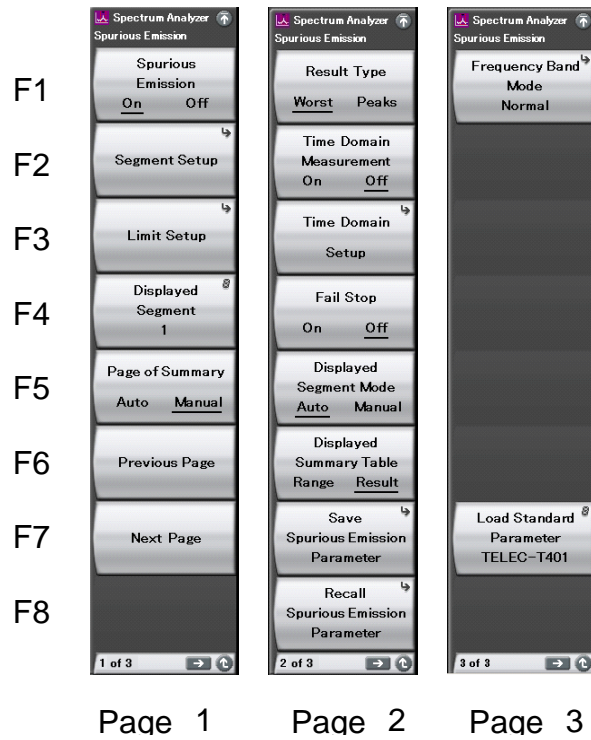 Spectrum Analyzer
Spurious Emission
Spurious
Emission
On Off
Segment Setup
Limit Setup
Displayed
Segment
1
Page of Summary
Auto Manual
Previous Page
Next Page
1 of 3
Spectrum Analyzer
Spurious Emission
Result Type
Worst Peaks
Time Domain
Measurement
On Off
Time Domain
Setup
Fail Stop
On Off
Displayed
Segment Mode
Auto Manual
Displayed
Summary Table
Range Result
Save
Spurious Emission
Parameter
Recall
Spurious Emission
Parameter
2 of 3
Spectrum Analyzer
Spurious Emission
Frequency Band
Mode
Normal
Load Standard
Parameter
TELEC-T401
3 of 3
F1
F2
F3
F4
F5
F6
F7
F8
Page 1
Page 2
Page 3